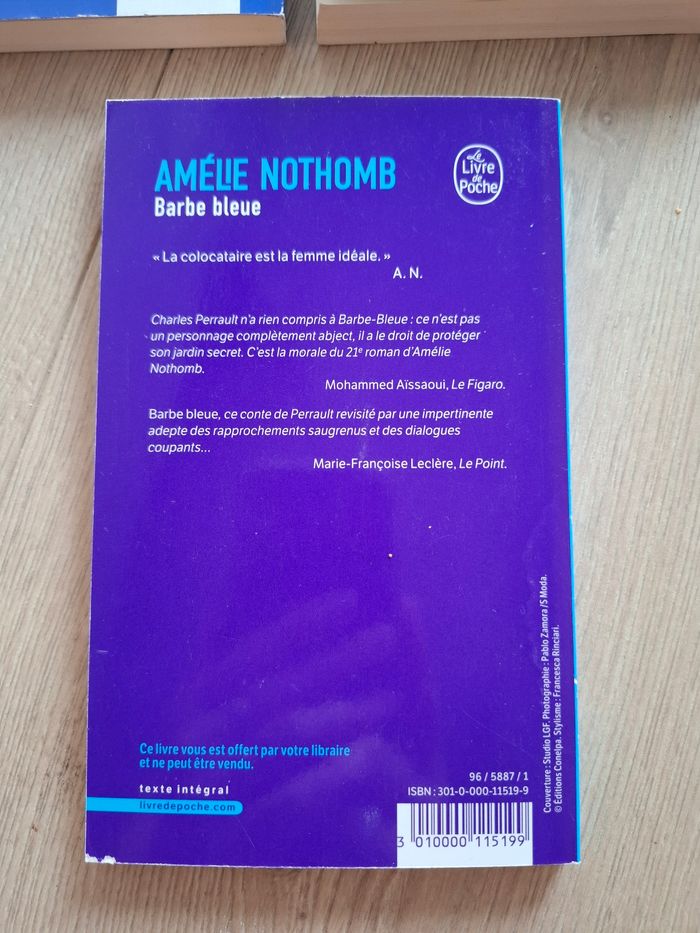 AMÉLIE NOTHOMB
Barbe bleue
Le
Livre
de
Poche
« La colocataire est la femme idéale. »
A. N.
Charles Perrault n'a rien compris à Barbe-Bleue : ce n'est pas
un personnage complètement abject, il a le droit de protéger
son jardin secret. C'est la morale du 21e roman d'Amélie
Nothomb.
Mohammed Aïssaoui, Le Figaro.
Barbe bleue, ce conte de Perrault revisité par une impertinente
adepte des rapprochements saugrenus et des dialogues
coupants...
Marie-Françoise Leclère, Le Point.
Ce livre vous est offert par votre libraire
et ne peut être vendu.
texte intégral
livredepoche.com
96 / 5887 / 1
ISBN : 301-0-000-11519-9
3 010000 115199
Couverture : Studio LGF. Photographie : Pablo Zamora /S Moda.
© Éditions Conelpa. Stylisme : Francesca Rinciari.